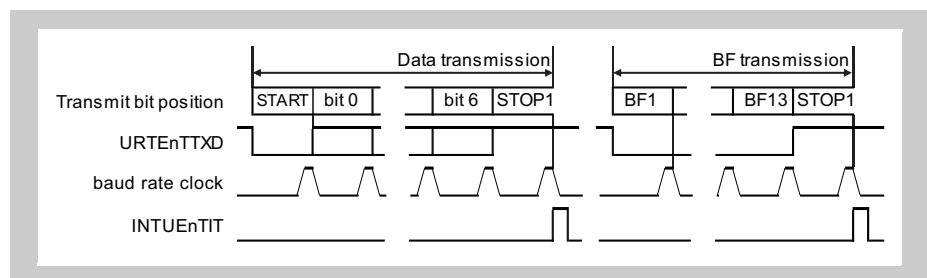 Data transmission BF transmission
Transmit bit position START bit 0 bit 6 STOP1 BF1 BF13 STOP1
URTEnTTXD
baud rate clock
INTUEnTIT